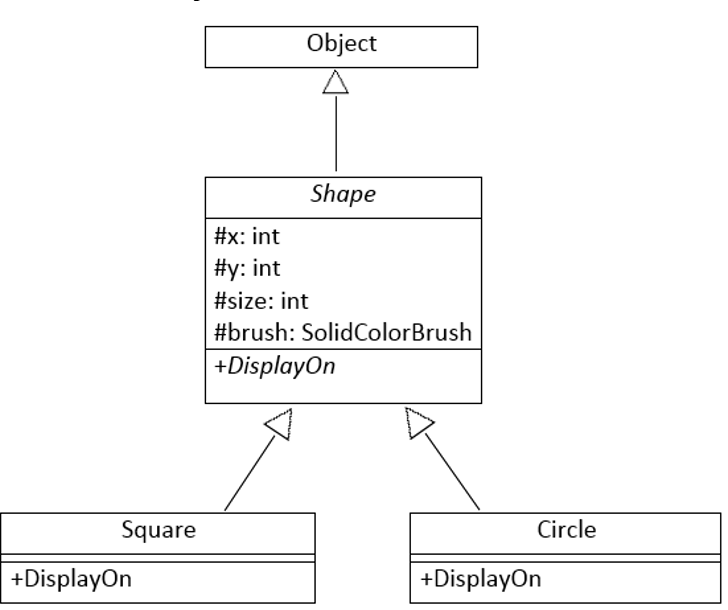 Object
Shape
#x: int
#y: int
#size: int
#brush: SolidColorBrush
+DisplayOn
Square
+DisplayOn
Circle
+DisplayOn